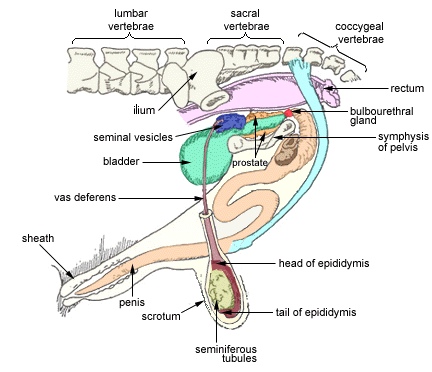 lumbar
vertebrae
sacral
vertebrae
coccygeal
vertebrae
rectum
ilium
bulbourethral
gland
seminal vesicles
symphysis
of pelvis
bladder
prostate
vas deferens
sheath
head of epididymis
penis
scrotum
tail of epididymis
seminiferous
tubules